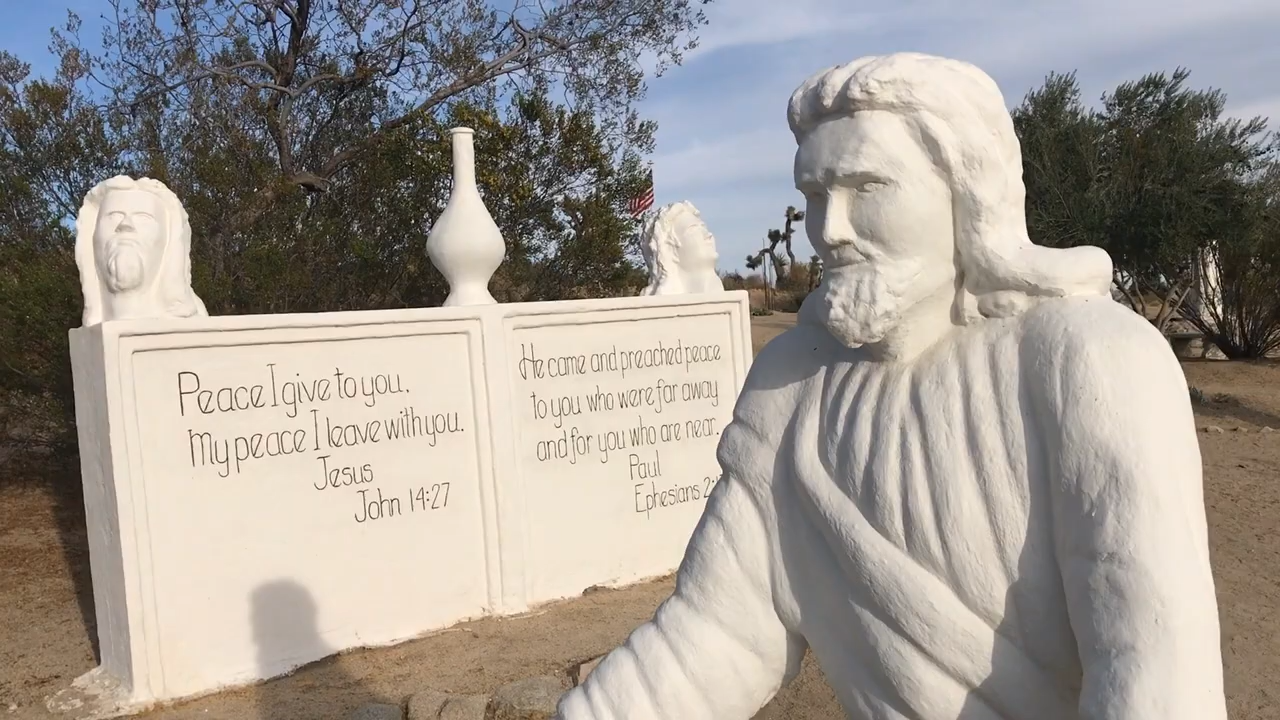 Peace I give to you.
My peace I leave with you.
Jesus
John 14:27
He came and preached peace
to you who were far away
and for you who are near.
Paul
Ephesians